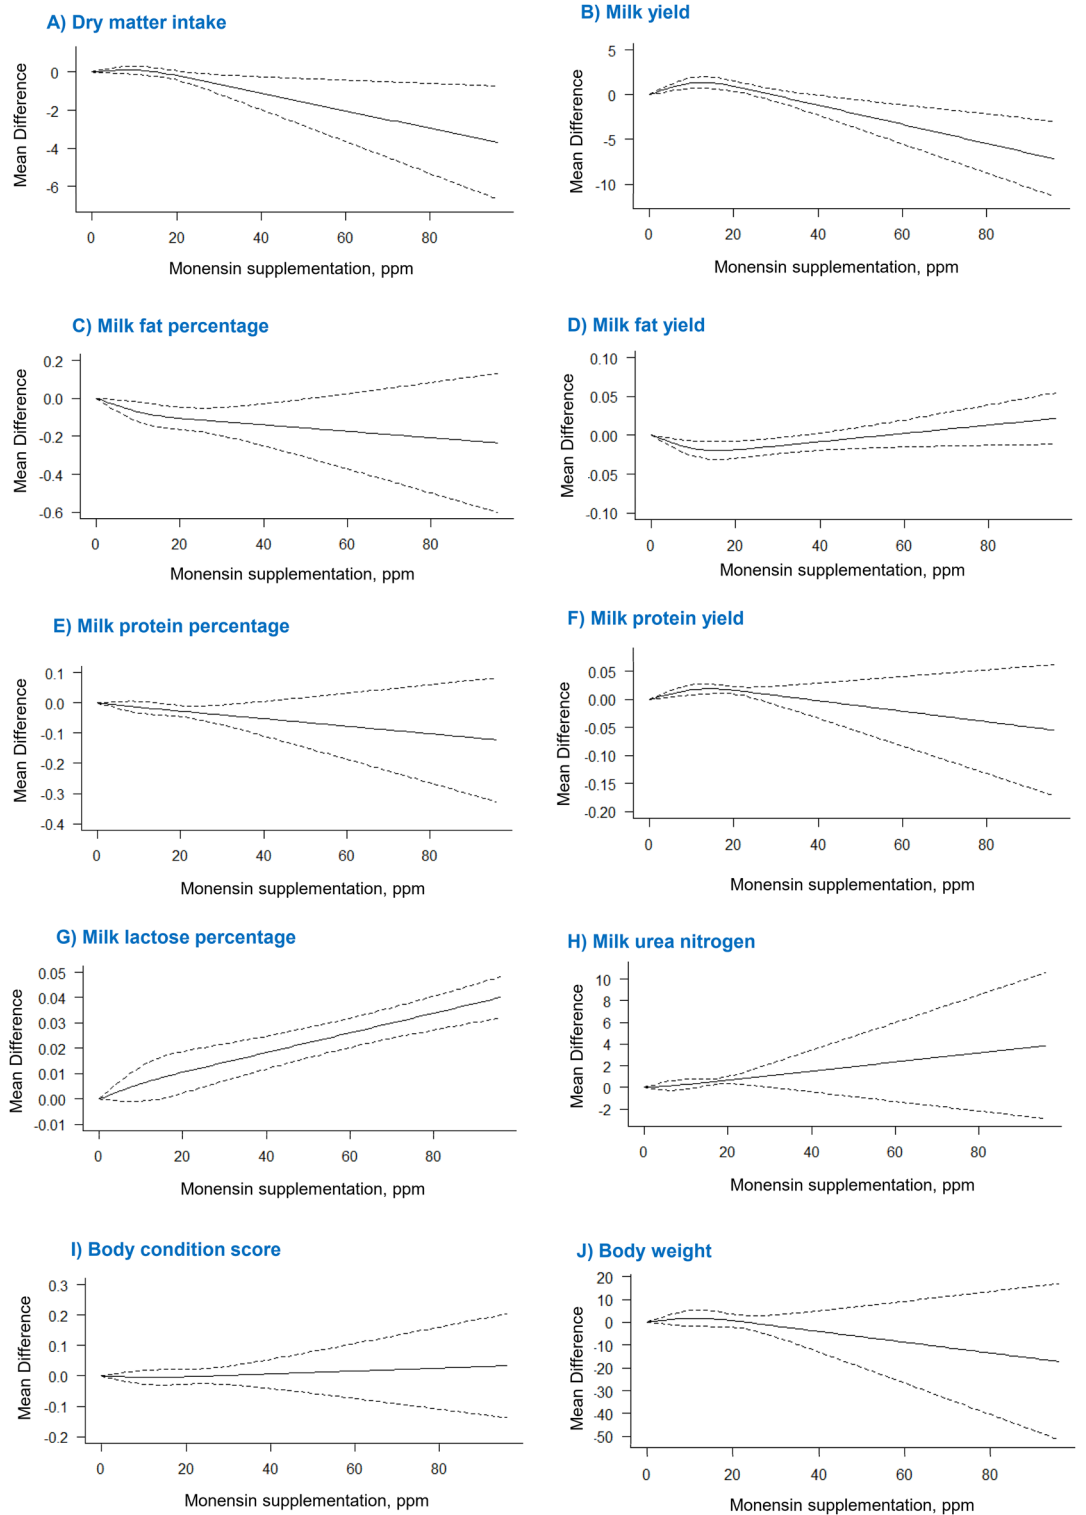 A) Dry matter intake
0
-2
-4
-6
Mean Difference
0 20 40 60 80
Monensin supplementation, ppm
B) Milk yield
5
0
-5
-10
Mean Difference
0 20 40 60 80
Monensin supplementation, ppm
C) Milk fat percentage
0.2
0.0
-0.2
-0.4
-0.6
Mean Difference
0 20 40 60 80
Monensin supplementation, ppm
D) Milk fat yield
0.10
0.05
0.00
-0.05
-0.10
Mean Difference
0 20 40 60 80
Monensin supplementation, ppm
E) Milk protein percentage
0.1
0.0
-0.1
-0.2
-0.3
-0.4
Mean Difference
0 20 40 60 80
Monensin supplementation, ppm
F) Milk protein yield
0.05
0.00
-0.05
-0.10
-0.15
-0.20
Mean Difference
0 20 40 60 80
Monensin supplementation, ppm
G) Milk lactose percentage
0.05
0.04
0.03
0.02
0.01
0.00
-0.01
Mean Difference
0 20 40 60 80
Monensin supplementation, ppm
H) Milk urea nitrogen
10
8
6
4
2
0
-2
Mean Difference
0 20 40 60 80
Monensin supplementation, ppm
I) Body condition score
0.3
0.2
0.1
0.0
-0.1
-0.2
Mean Difference
0 20 40 60 80
Monensin supplementation, ppm
J) Body weight
20
10
0
-10
-20
-30
-40
-50
Mean Difference
0 20 40 60 80
Monensin supplementation, ppm